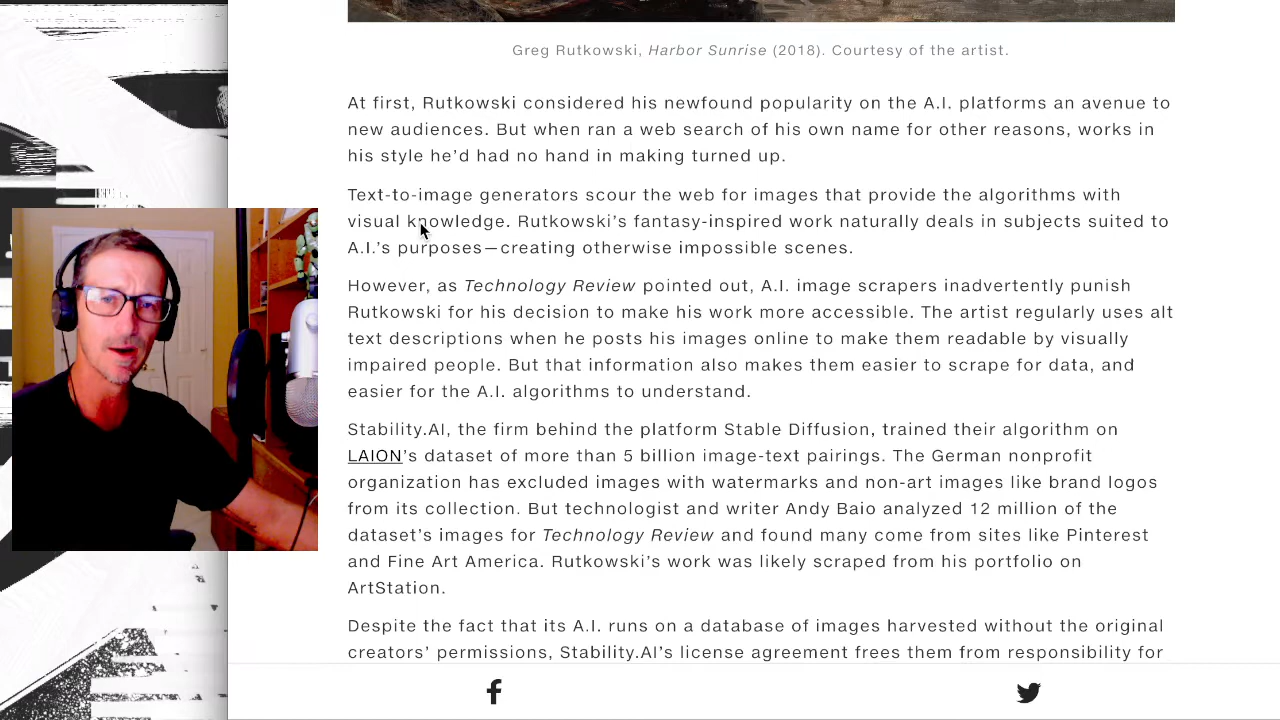 Greg Rutkowski, Harbor Sunrise (2018). Courtesy of the artist.
At first, Rutkowski considered his newfound popularity on the A.I. platforms an avenue to
new audiences. But when ran a web search of his own name for other reasons, works in
his style he’d had no hand in making turned up.
Text-to-image generators scour the web for images that provide the algorithms with
visual knowledge. Rutkowski’s fantasy-inspired work naturally deals in subjects suited to
A.I.’s purposes—creating otherwise impossible scenes.
However, as Technology Review pointed out, A.I. image scrapers inadvertently punish
Rutkowski for his decision to make his work more accessible. The artist regularly uses alt
text descriptions when he posts his images online to make them readable by visually
impaired people. But that information also makes them easier to scrape for data, and
easier for the A.I. algorithms to understand.
Stability.AI, the firm behind the platform Stable Diffusion, trained their algorithm on
LAION’s dataset of more than 5 billion image-text pairings. The German nonprofit
organization has excluded images with watermarks and non-art images like brand logos
from its collection. But technologist and writer Andy Baio analyzed 12 million of the
dataset’s images for Technology Review and found many come from sites like Pinterest
and Fine Art America. Rutkowski’s work was likely scraped from his portfolio on
ArtStation.
Despite the fact that its A.I. runs on a database of images harvested without the original
creators’ permissions, Stability.AI’s license agreement frees them from responsibility for